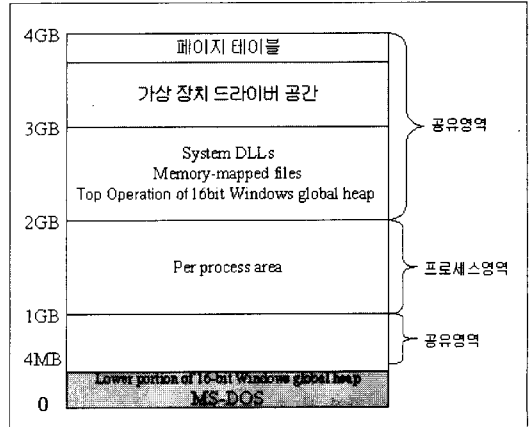 4GB
페이지 테이블
가상 장치 드라이버 공간
3GB
공유영역
System DLLs
Memory-mapped files
Top Operation of 16bit Windows global heap
2GB
Per process area
프로세스영역
1GB
공유영역
4MB
Lower portion of 16-bit Windows global heap
MS-DOS
0